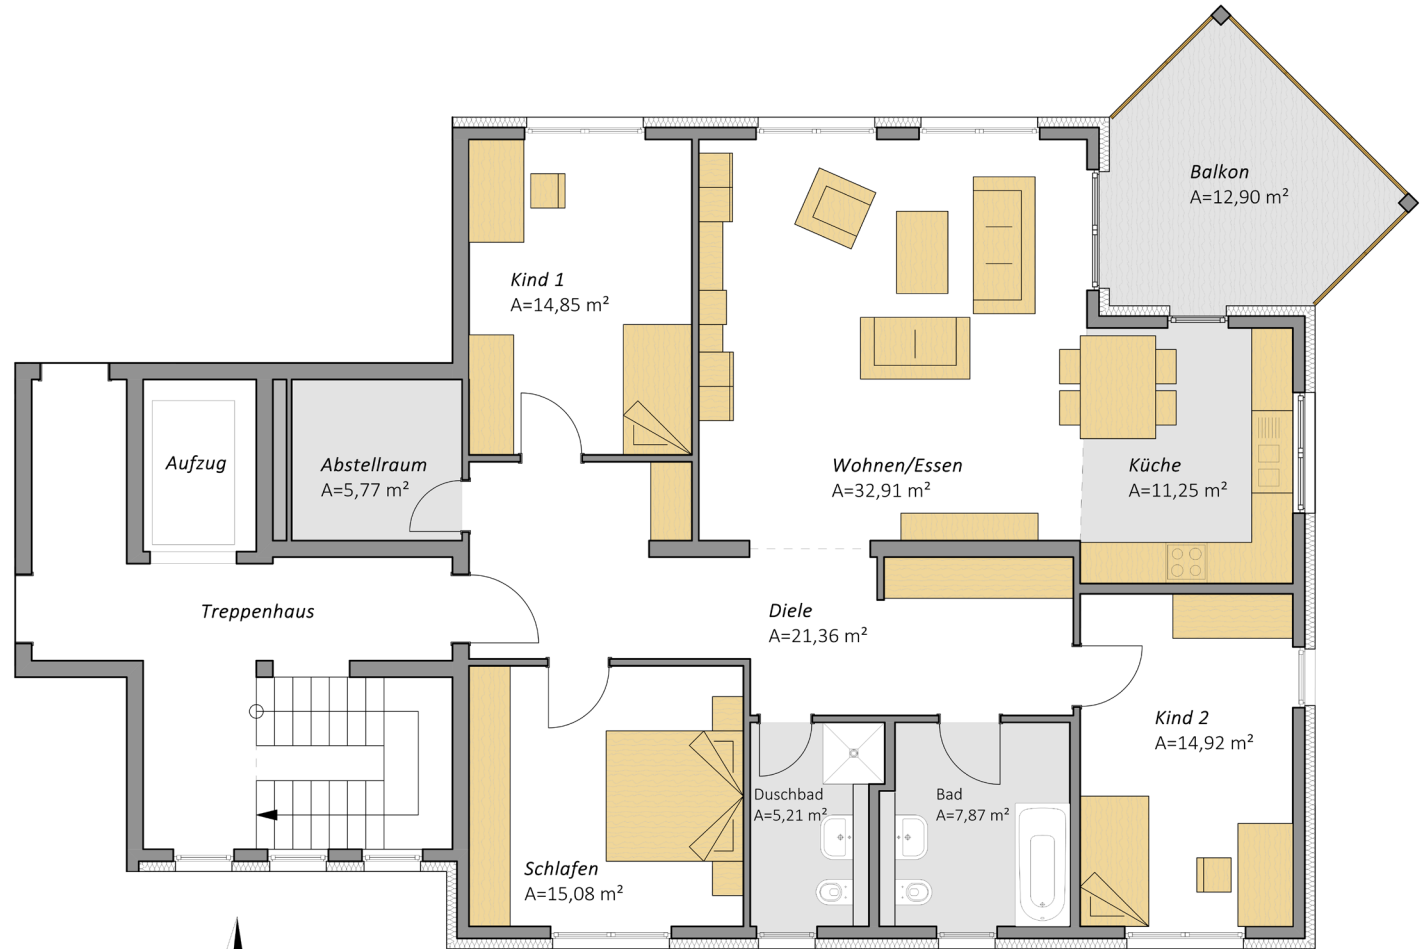 Balkon
A=12,90 m²
Kind 1
A=14,85 m²
Aufzug
Abstellraum
A=5,77 m²
Wohnen/Essen
A=32,91 m²
Küche
A=11,25 m²
Treppenhaus
Diele
A=21,36 m²
Kind 2
A=14,92 m²
Duschbad
A=5,21 m²
Bad
A=7,87 m²
Schlafen
A=15,08 m²